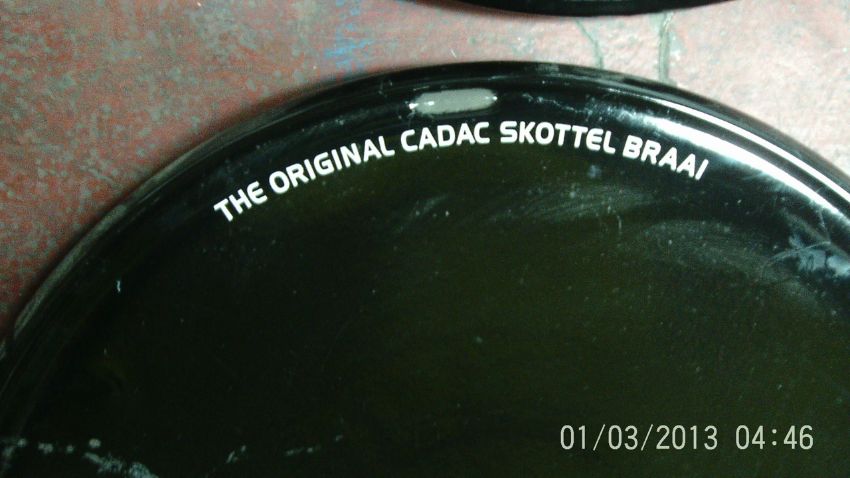 THE ORIGINAL CADAC SKOTTEL BRAAI
01/03/2013 04:46